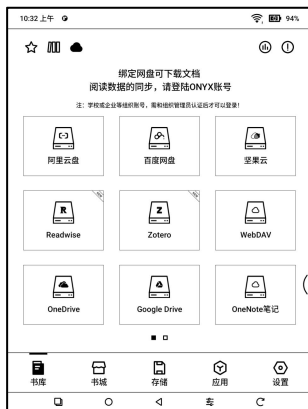 10:32 上午
94%
绑定网盘可下载文档
阅读数据的同步，请登陆ONYX账号
注：学校或企业等组织账号，需和组织管理员认证后才可以登录！
阿里云盘
百度网盘
坚果云
Readwise
Zotero
WebDAV
OneDrive
Google Drive
OneNote笔记
书库
书城
存储
应用
设置